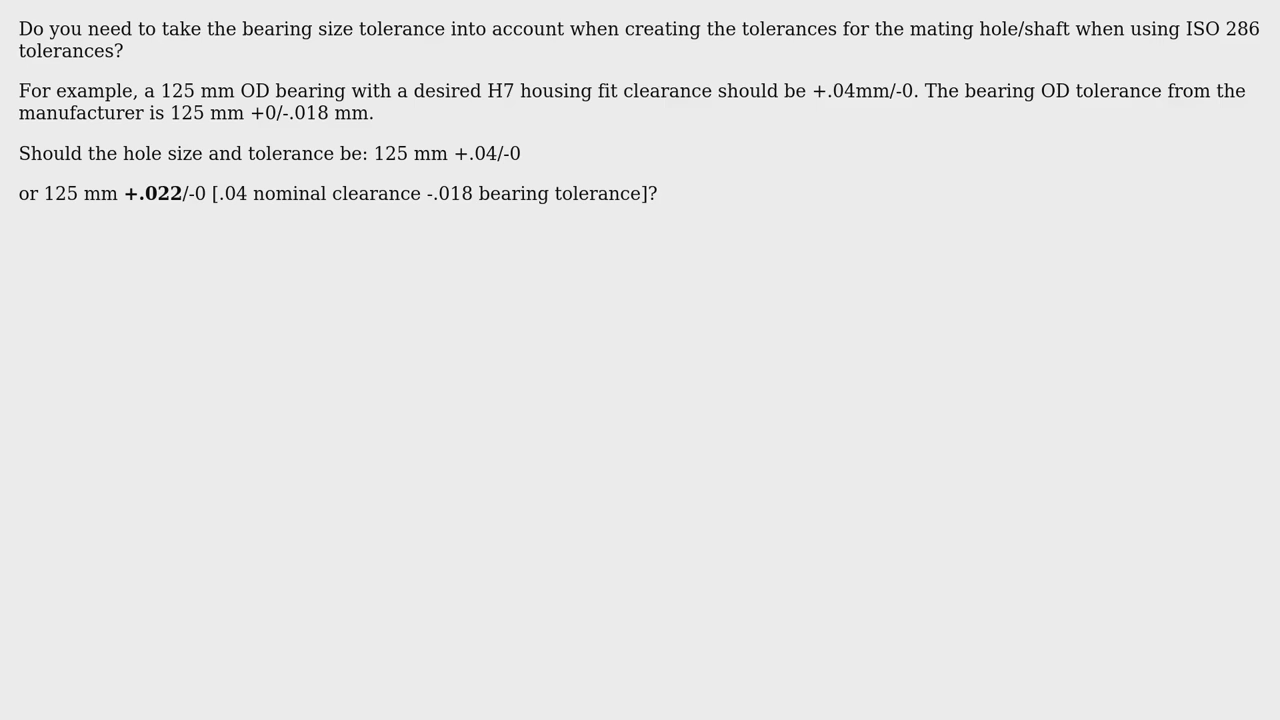 Do you need to take the bearing size tolerance into account when creating the tolerances for the mating hole/shaft when using ISO 286
tolerances?
For example, a 125 mm OD bearing with a desired H7 housing fit clearance should be +.04mm/-0. The bearing OD tolerance from the
manufacturer is 125 mm +0/-.018 mm.
Should the hole size and tolerance be: 125 mm +.04/-0
or 125 mm +.022/-0 [.04 nominal clearance -.018 bearing tolerance]?